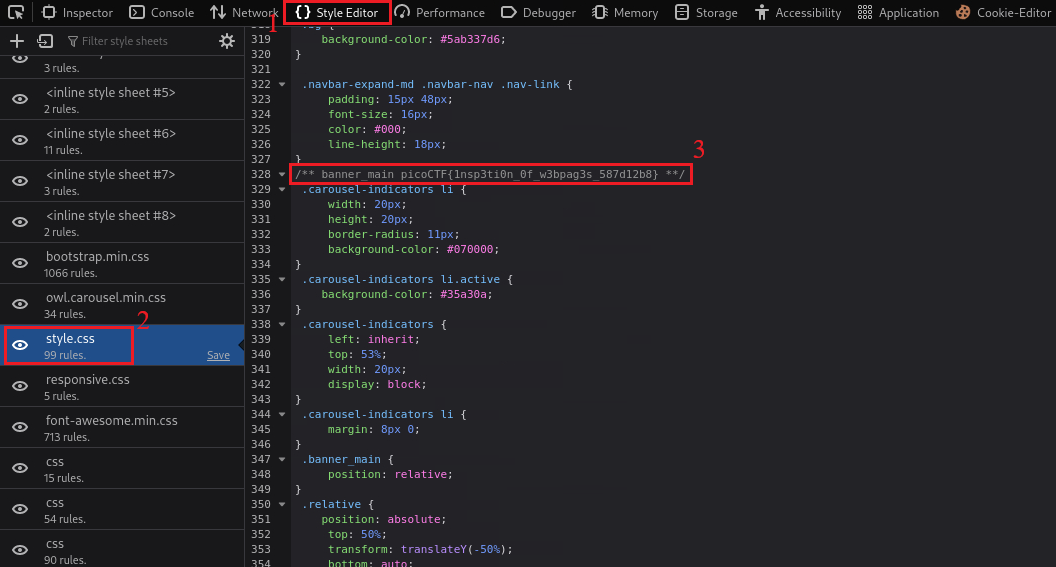 Inspector Console Network Style Editor Performance Debugger Memory Storage Accessibility Application Cookie-Editor
1
Filter style sheets
3 rules.
<inline style sheet #5>
2 rules.
<inline style sheet #6>
11 rules.
<inline style sheet #7>
3 rules.
<inline style sheet #8>
2 rules.
bootstrap.min.css
1066 rules.
owl.carousel.min.css
34 rules.
2
style.css
99 rules. Save
responsive.css
5 rules.
font-awesome.min.css
713 rules.
css
15 rules.
css
54 rules.
css
90 rules.
319 background-color: #5ab337d6;
320 }
321
322 .navbar-expand-md .navbar-nav .nav-link {
323 padding: 15px 48px;
324 font-size: 16px;
325 color: #000;
326 line-height: 18px;
327 }
3
328 /** banner_main picoCTF{1nsp3ti0n_0f_w3bpag3s_587d12b8} **/
329 .carousel-indicators li {
330 width: 20px;
331 height: 20px;
332 border-radius: 11px;
333 background-color: #070000;
334 }
335 .carousel-indicators li.active {
336 background-color: #35a30a;
337 }
338 .carousel-indicators {
339 left: inherit;
340 top: 53%;
341 width: 20px;
342 display: block;
343 }
344 .carousel-indicators li {
345 margin: 8px 0;
346 }
347 .banner_main {
348 position: relative;
349 }
350 .relative {
351 position: absolute;
352 top: 50%;
353 transform: translateY(-50%);
354 bottom: auto;